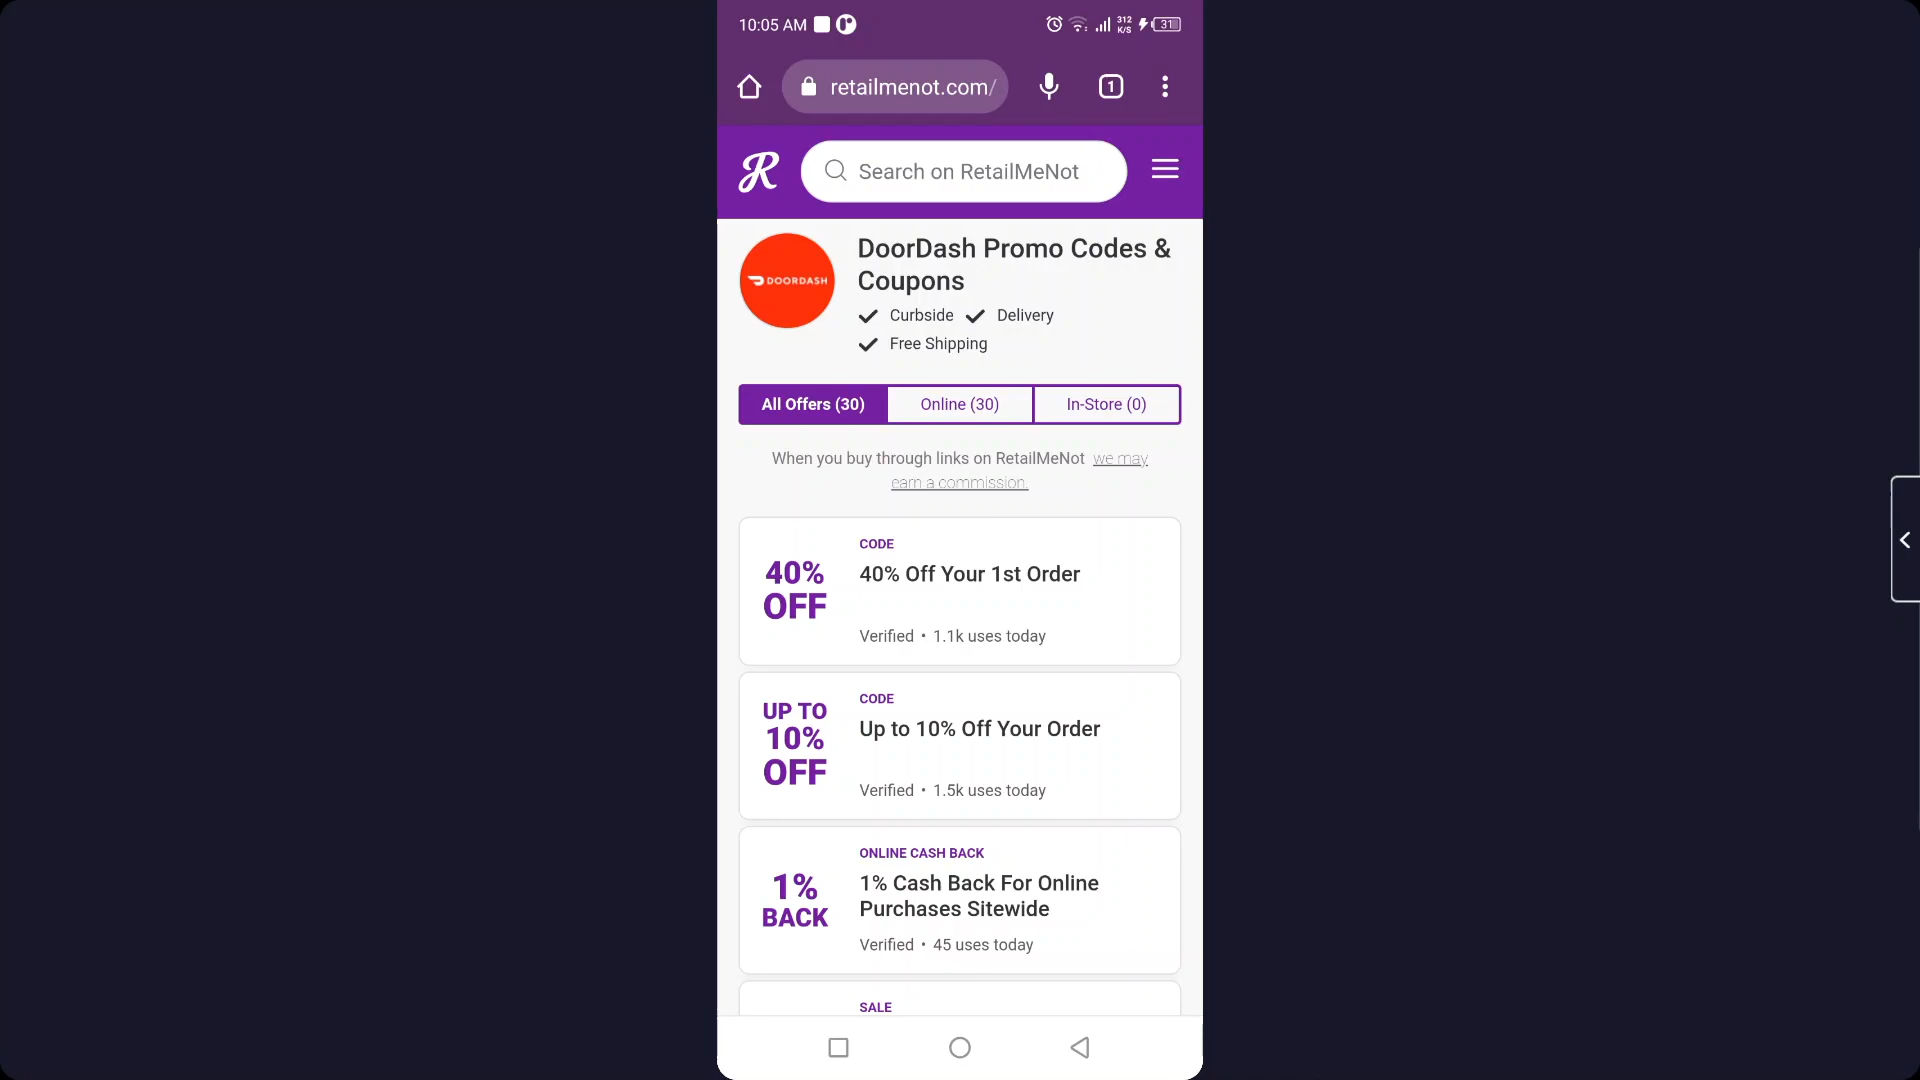 10:05 AM
312
K/S
31
retailmenot.com/
1
R
Search on RetailMeNot
DOORDASH
DoorDash Promo Codes &
Coupons
Curbside
Delivery
Free Shipping
All Offers (30)
Online (30)
In-Store (0)
When you buy through links on RetailMeNot we may
earn a commission.
40%
OFF
CODE
40% Off Your 1st Order
Verified • 1.1k uses today
UP TO
10%
OFF
CODE
Up to 10% Off Your Order
Verified • 1.5k uses today
1%
BACK
ONLINE CASH BACK
1% Cash Back For Online
Purchases Sitewide
Verified • 45 uses today
SALE